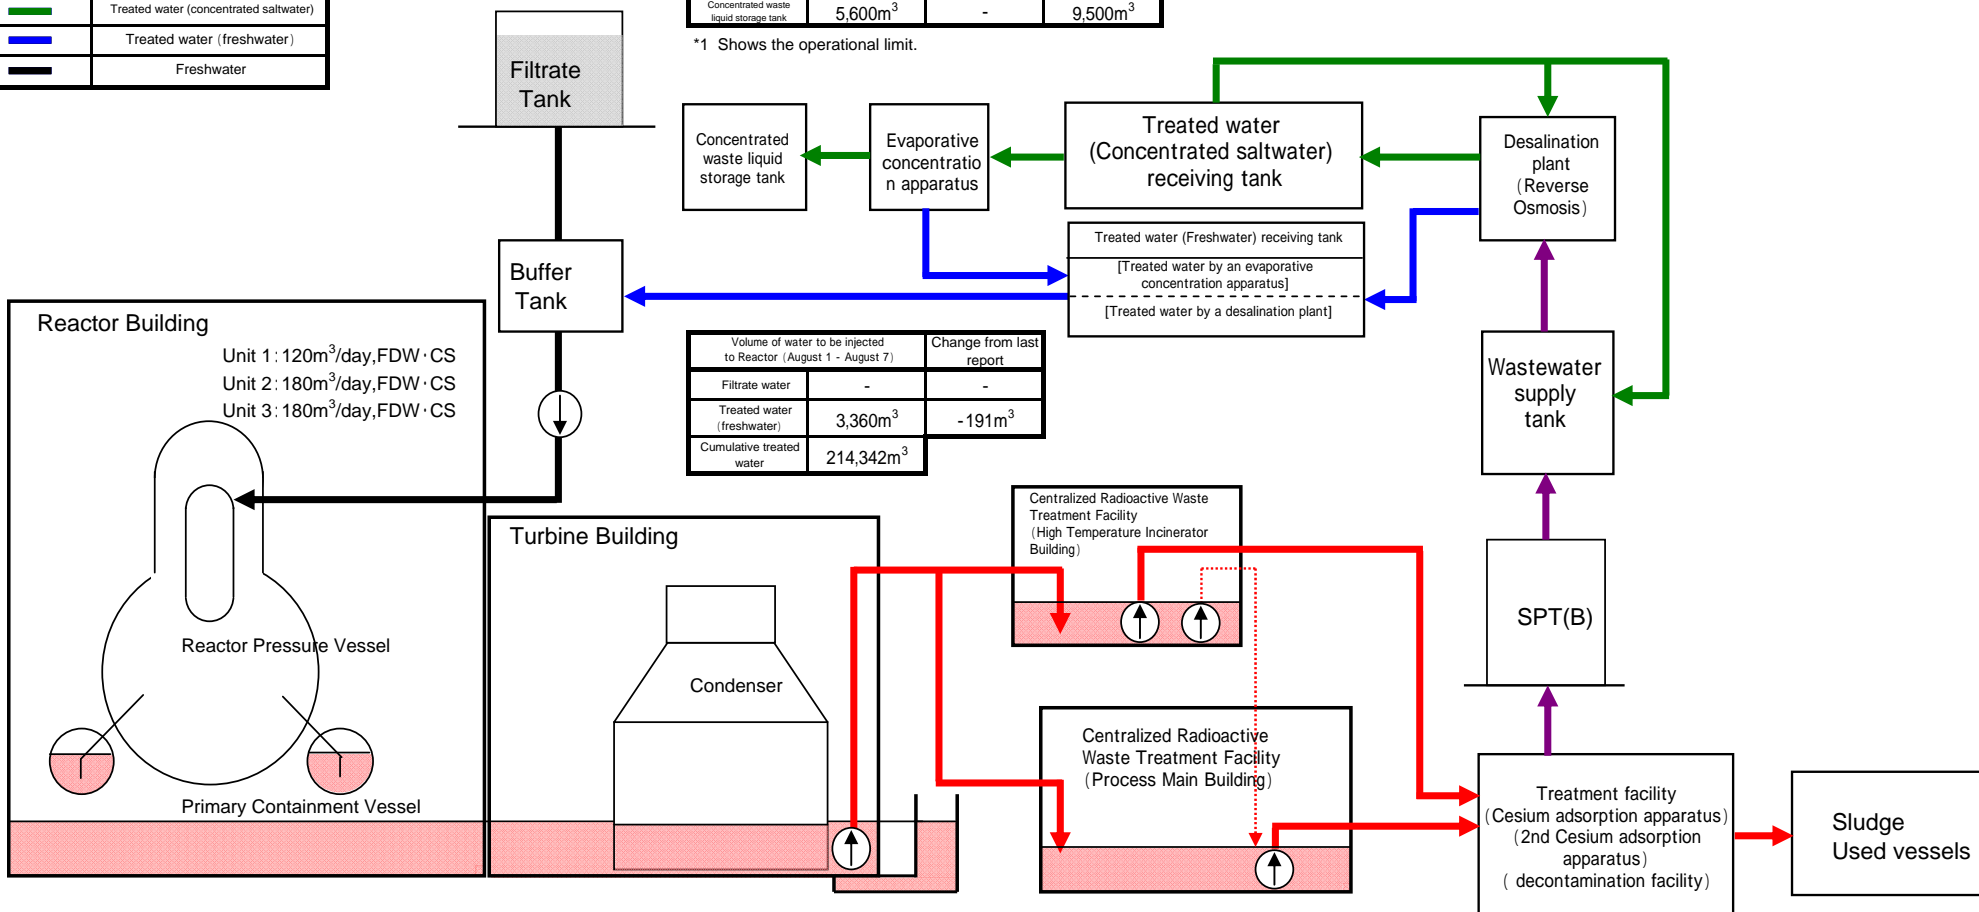 Treated water (concentrated saltwater)
Treated water (freshwater)
Freshwater
Concentrated waste
liquid storage tank
5,600m³
-
9,500m³
*1 Shows the operational limit.
Filtrate
Tank
Concentrated
waste liquid
storage tank
Evaporative
concentratio
n apparatus
Treated water
(Concentrated saltwater)
receiving tank
Desalination
plant
(Reverse
Osmosis)
Treated water (Freshwater) receiving tank
[Treated water by an evaporative
concentration apparatus]
[Treated water by a desalination plant]
Buffer
Tank
Reactor Building
Unit 1:120m³/day,FDW・CS
Unit 2:180m³/day,FDW・CS
Unit 3:180m³/day,FDW・CS
Volume of water to be injected
to Reactor (August 1 - August 7)
Change from last
report
Filtrate water
-
-
Treated water
(freshwater)
3,360m³
-191m³
Cumulative treated
water
214,342m³
Wastewater
supply
tank
Centralized Radioactive Waste
Treatment Facility
(High Temperature Incinerator
Building)
Turbine Building
SPT(B)
Reactor Pressure Vessel
Condenser
Centralized Radioactive
Waste Treatment Facility
(Process Main Building)
Primary Containment Vessel
Treatment facility
(Cesium adsorption apparatus)
(2nd Cesium adsorption
apparatus)
( decontamination facility)
Sludge
Used vessels